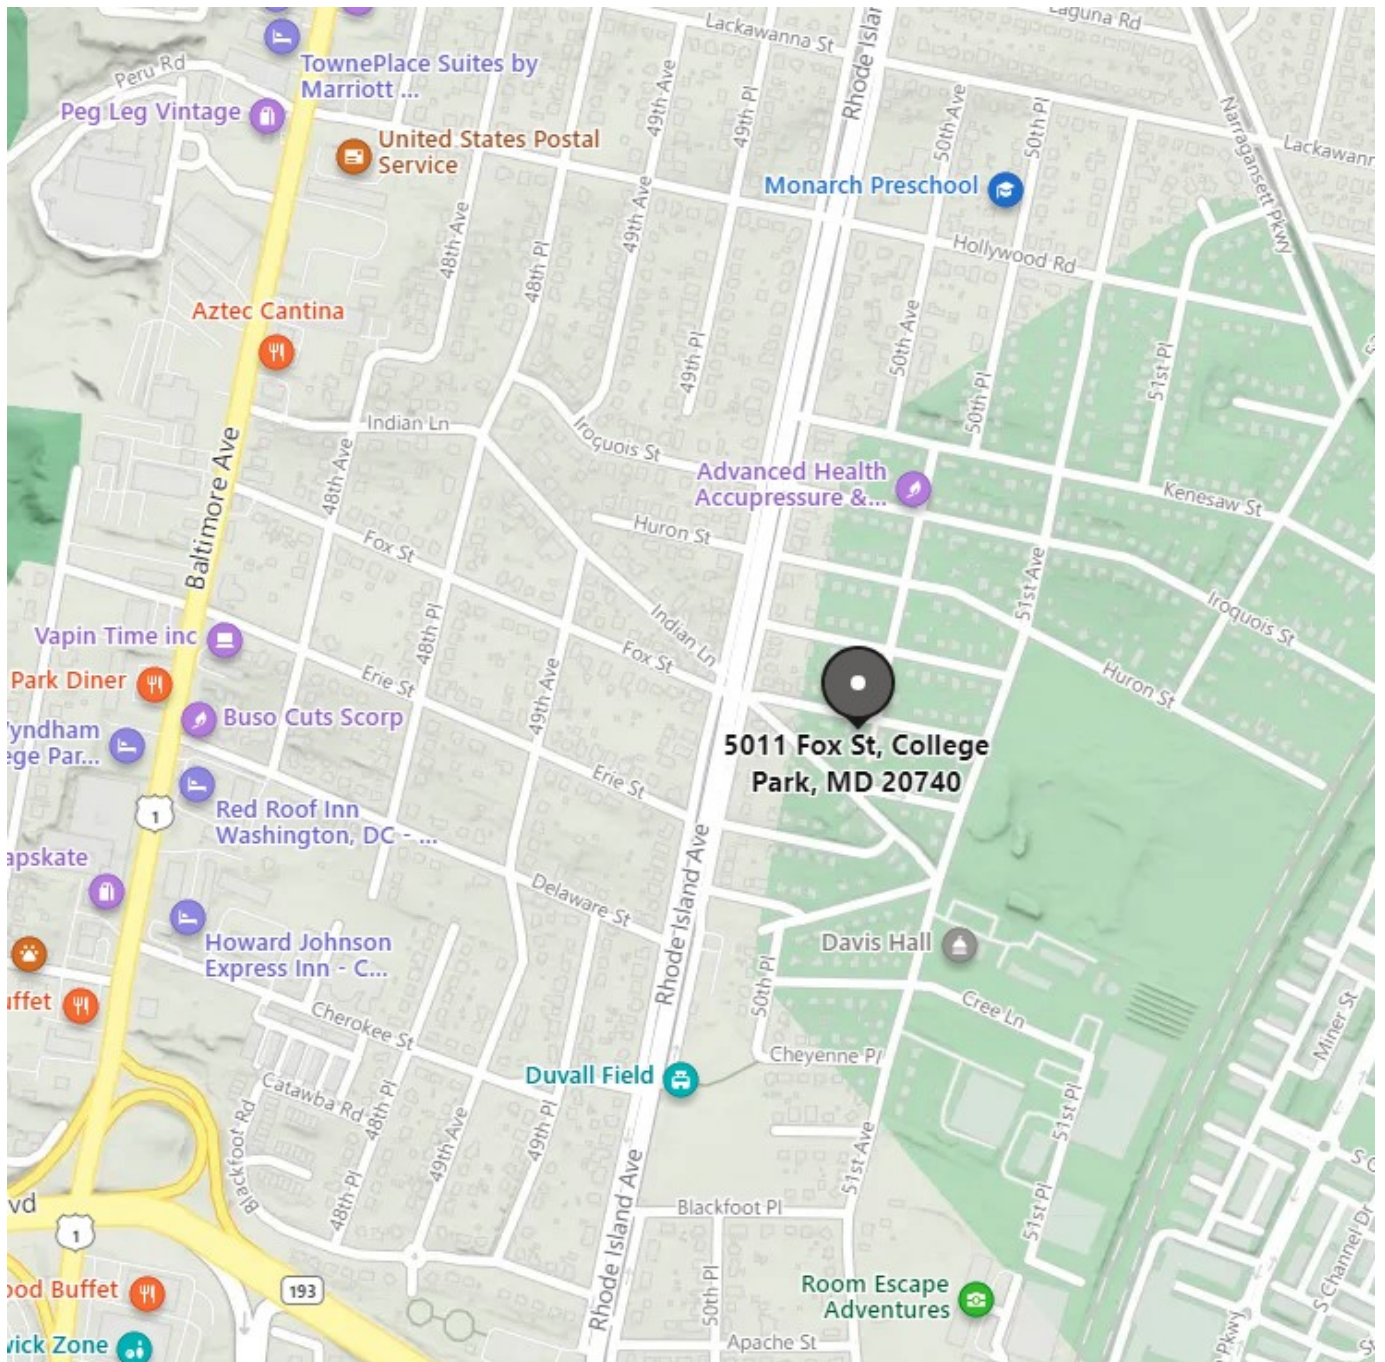 Lackawanna St
Laguna Rd
Rhode Islan
TownePlace Suites by
Marriott ...
Peru Rd
Peg Leg Vintage
United States Postal
Service
49th Ave
49th Pl
50th Ave
50th Pl
Narragansett Pkwy
Lackawann
Monarch Preschool
48th Ave
48th Pl
49th Ave
Hollywood Rd
Aztec Cantina
49th Pl
50th Ave
50th Pl
51st Pl
Indian Ln
Iroquois St
Baltimore Ave
48th Ave
Advanced Health
Accupressure &...
Kenesaw St
Fox St
Huron St
51st Ave
Iroquois St
Vapin Time inc
48th Pl
Indian Ln
Fox St
Park Diner
Erie St
Huron St
Buso Cuts Scorp
49th Ave
yndham
ege Par...
5011 Fox St, College
Park, MD 20740
Erie St
1
Red Roof Inn
Washington, DC - ...
apskate
Rhode Island Ave
Delaware St
Howard Johnson
Express Inn - C...
Davis Hall
50th Pl
uffet
Cherokee St
Cree Ln
Miner St
Cheyenne Pl
Duvall Field
Catawba Rd
48th Pl
49th Ave
49th Pl
51st Pl
Blackfoot Rd
51st Ave
48th Pl
Rhode Island Ave
Blackfoot Pl
51st Pl
vd
1
S C
S Channel Dr
193
ood Buffet
50th Pl
Room Escape
Adventures
wick Zone
Apache St
Pkwy